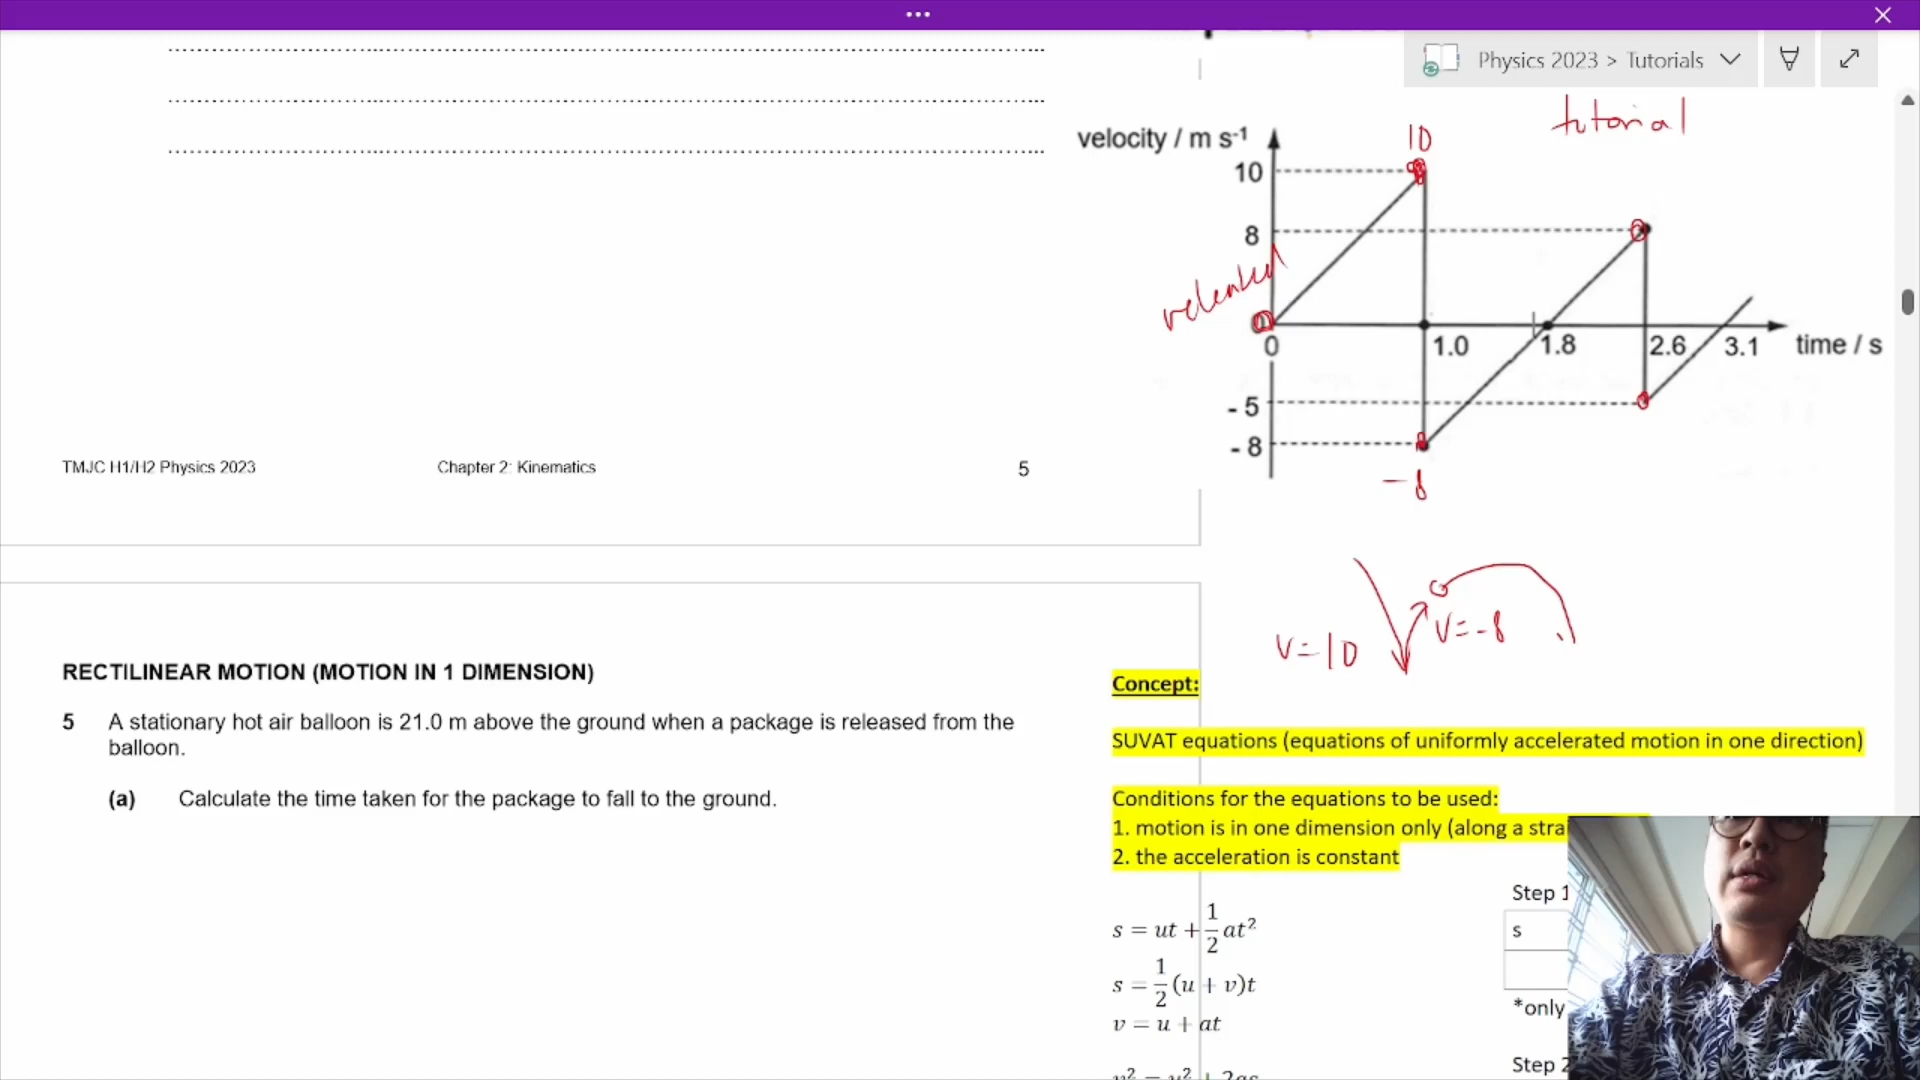 Physics 2023 > Tutorials
tutorial
velocity / m s-1
10
10
8
released
0
0
1.0
1.8
2.6
3.1
time / s
- 5
- 8
-8
TMJC H1/H2 Physics 2023
Chapter 2: Kinematics
5
V=10
V=-8
RECTILINEAR MOTION (MOTION IN 1 DIMENSION)
5 A stationary hot air balloon is 21.0 m above the ground when a package is released from the
balloon.
(a) Calculate the time taken for the package to fall to the ground.
Concept:
SUVAT equations (equations of uniformly accelerated motion in one direction)
Conditions for the equations to be used:
1. motion is in one dimension only (along a stra
2. the acceleration is constant
s = ut + 1/2 at²
s = 1/2 (u + v)t
v = u + at
v² = u² + 2as
Step 1
s
*only
Step 2